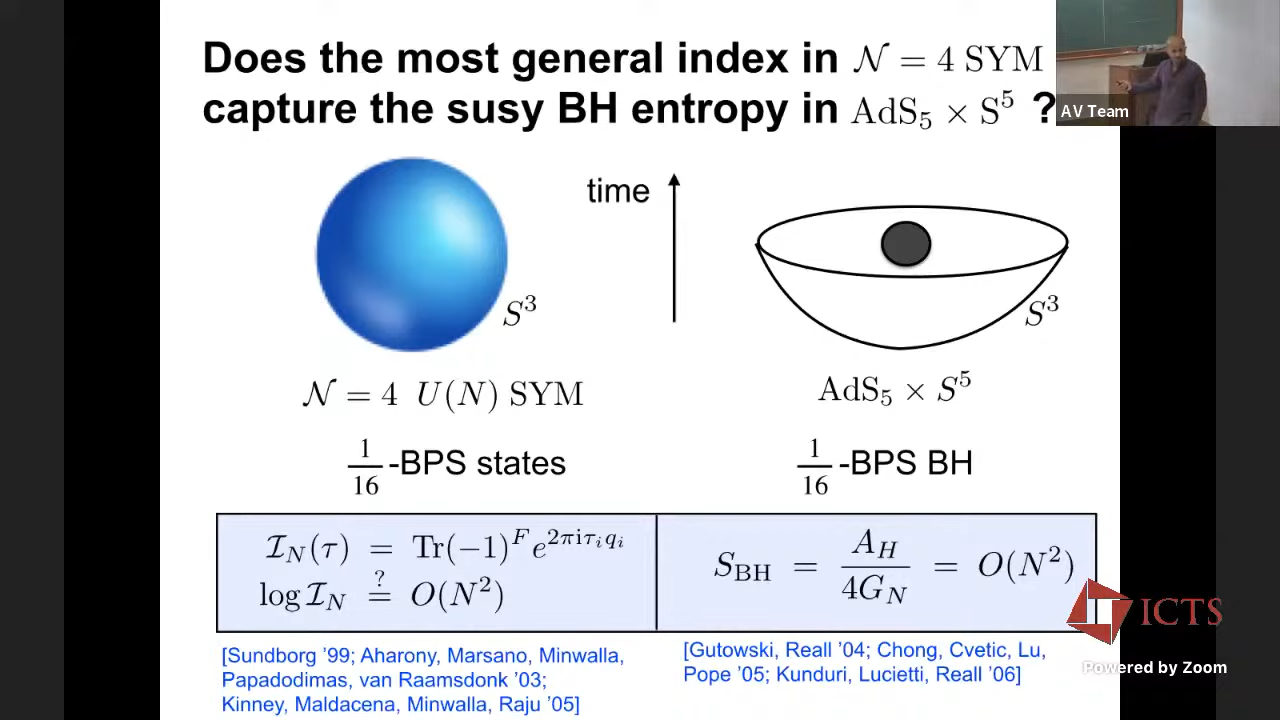 Does the most general index in 𝒩 = 4 SYM
capture the susy BH entropy in AdS₅ × S⁵ ?
AV Team
time
S³
S³
𝒩 = 4 U(N) SYM
AdS₅ × S⁵
1/16 -BPS states
1/16 -BPS BH
ℐ_N(τ) = Tr(−1)^F e^{2πiτ_i q_i}
log ℐ_N ?= O(N²)
S_BH = A_H / 4G_N = O(N²)
ICTS
[Sundborg ’99; Aharony, Marsano, Minwalla,
Papadodimas, van Raamsdonk ’03;
Kinney, Maldacena, Minwalla, Raju ’05]
[Gutowski, Reall ’04; Chong, Cvetic, Lu,
Pope ’05; Kunduri, Lucietti, Reall ’06]
Powered by Zoom